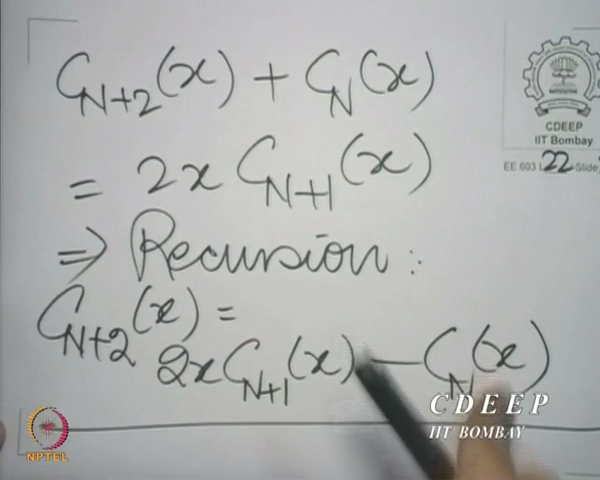 C_{N+2}(x) + C_N(x)
= 2x C_{N+1}(x)
⇒ Recursion :
C_{N+2}(x) =
2x C_{N+1}(x) — C_N(x)
CDEEP
IIT Bombay
EE 603 L 22 Slide
CDEEP
IIT BOMBAY
NPTEL